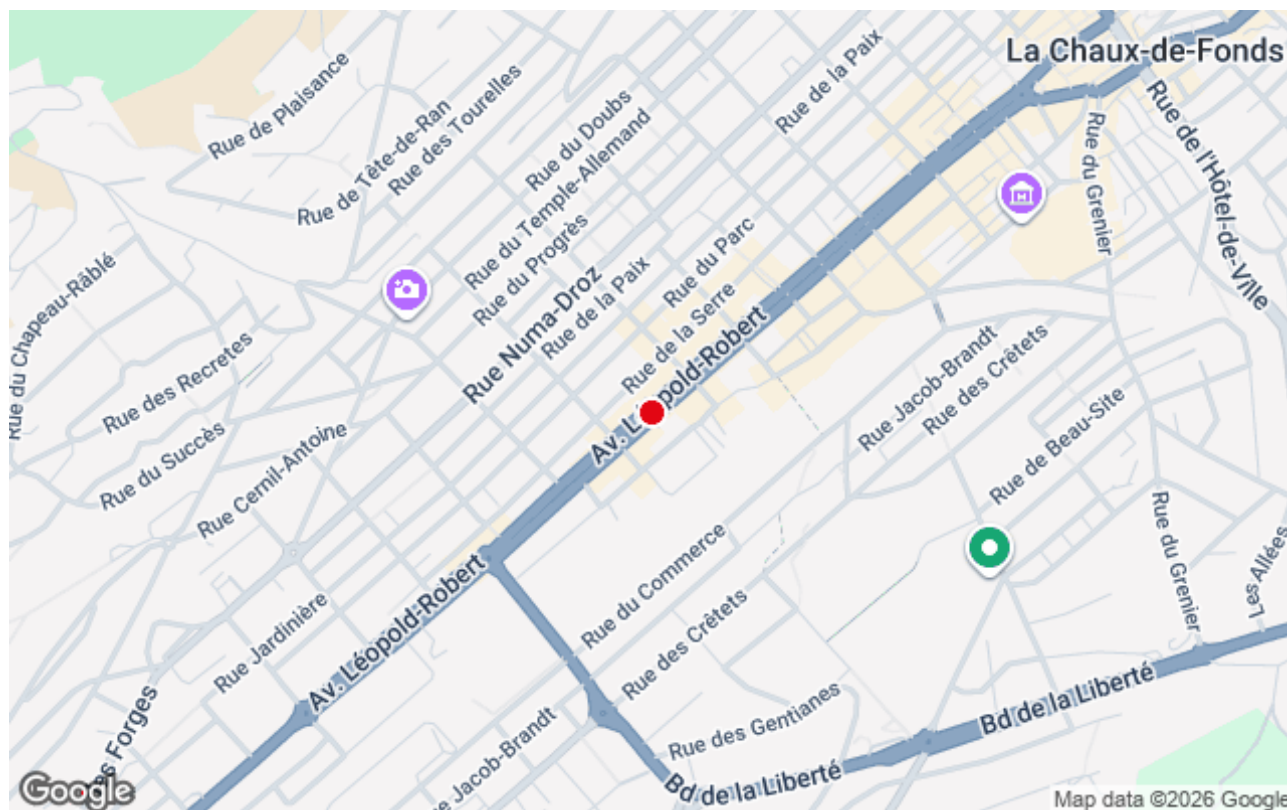 La Chaux-de-Fonds
Rue de Plaisance
Rue de Tête-de-Ran
Rue des Tourelles
Rue du Doubs
Rue du Temple-Allemand
Rue du Progrès
Rue de la Paix
Rue du Grenier
Rue de l'Hôtel-de-Ville
Rue du Chapeau-Râblé
Rue des Recretes
Rue du Succès
Rue Cernil-Antoine
Rue Numa-Droz
Rue de la Paix
Rue du Parc
Rue de la Serre
Av. Léopold-Robert
Rue Jacob-Brandt
Rue des Crêtets
Rue de Beau-Site
Rue du Grenier
Les Allées
Rue Jardinière
Av. Léopold-Robert
Rue du Commerce
Rue des Crêtets
Rue des Gentianes
Bd de la Liberté
Bd de la Liberté
es Forges
e Jacob-Brandt
Google
Map data ©2026 Google